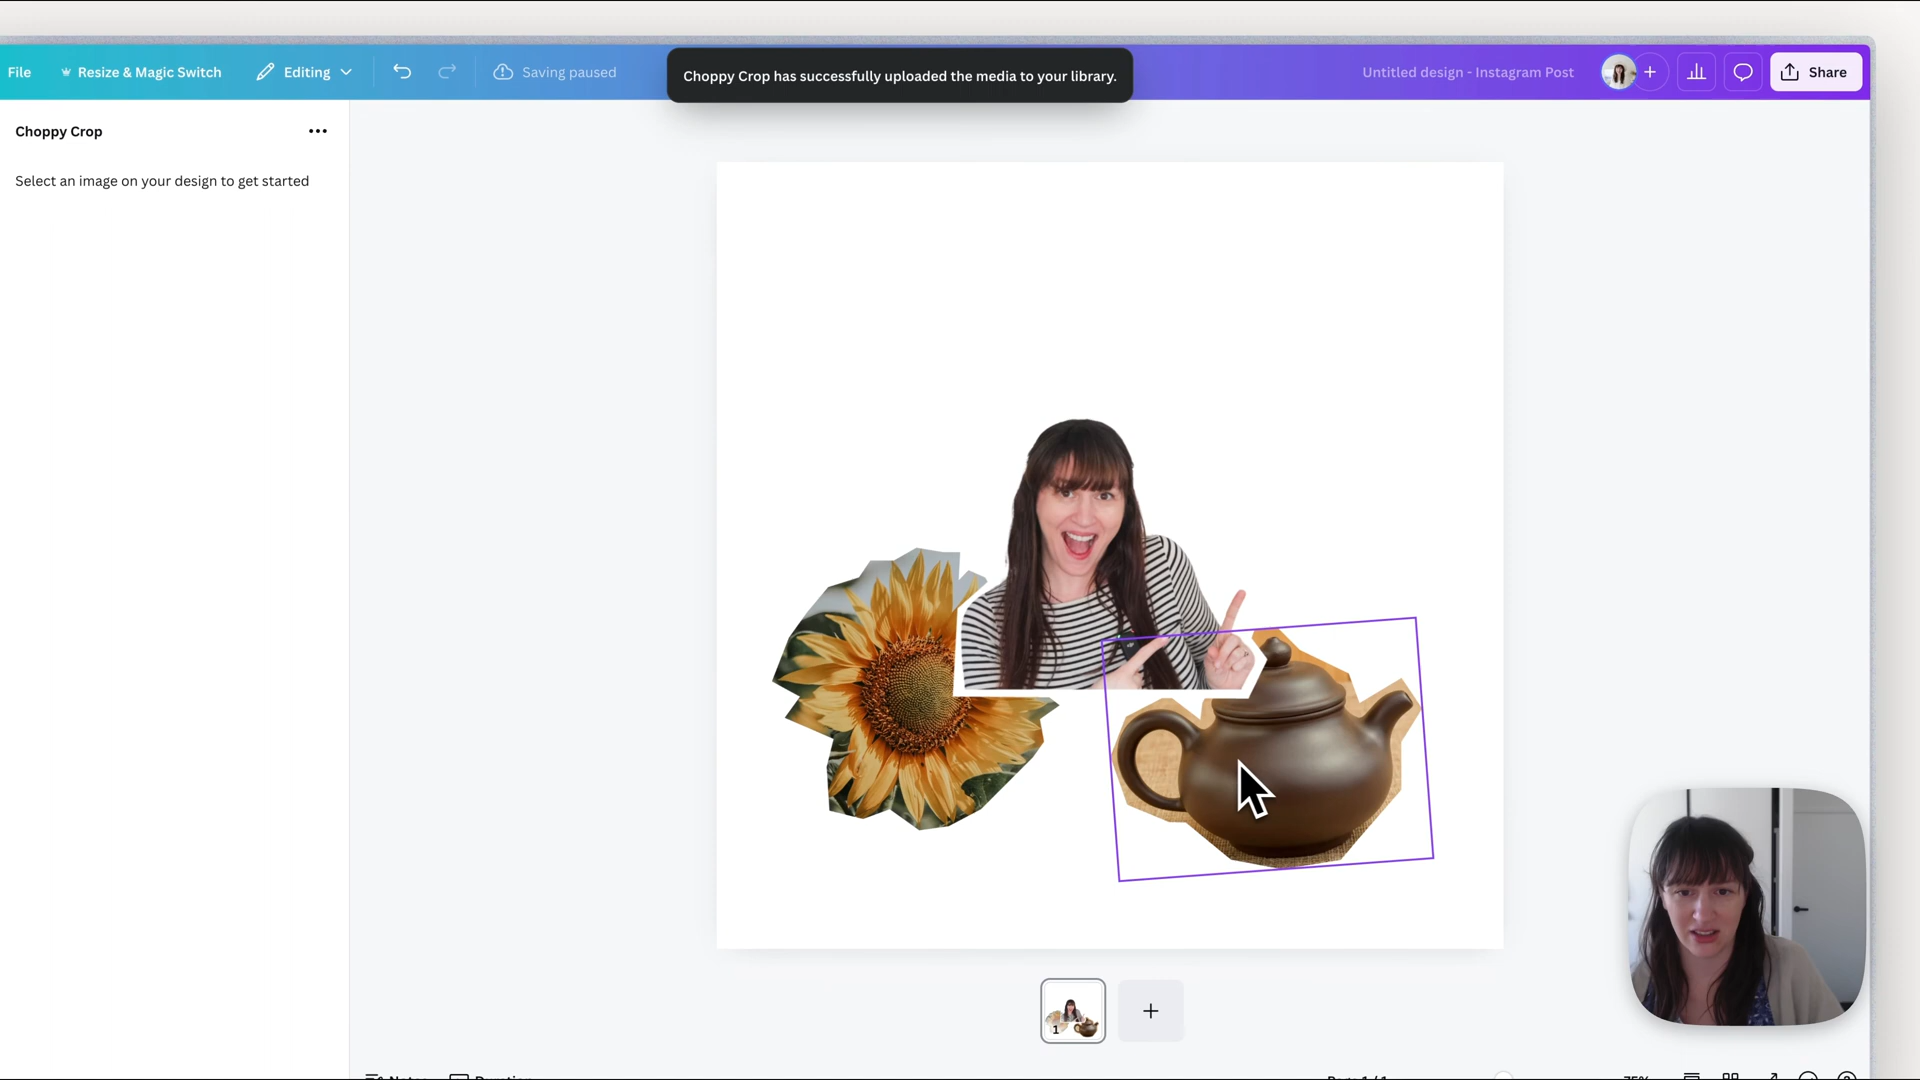 File
Resize & Magic Switch
Editing
Saving paused
Choppy Crop has successfully uploaded the media to your library.
Untitled design - Instagram Post
Share
Choppy Crop
Select an image on your design to get started
1